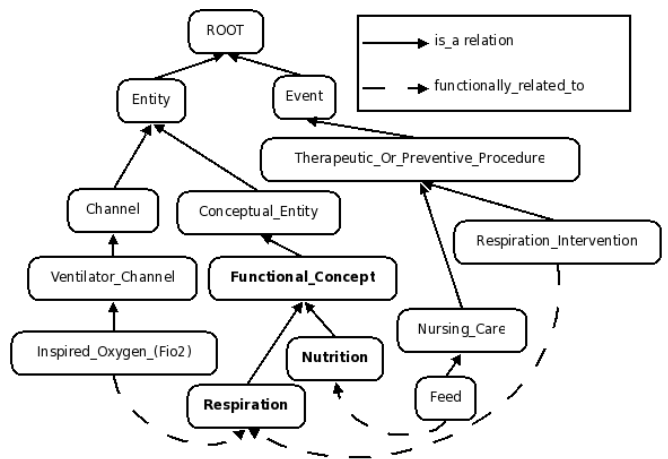 ROOT
is_a relation
functionally_related_to
Entity
Event
Therapeutic_Or_Preventive_Procedure
Channel
Conceptual_Entity
Respiration_Intervention
Ventilator_Channel
Functional_Concept
Nursing_Care
Inspired_Oxygen_(Fio2)
Nutrition
Respiration
Feed